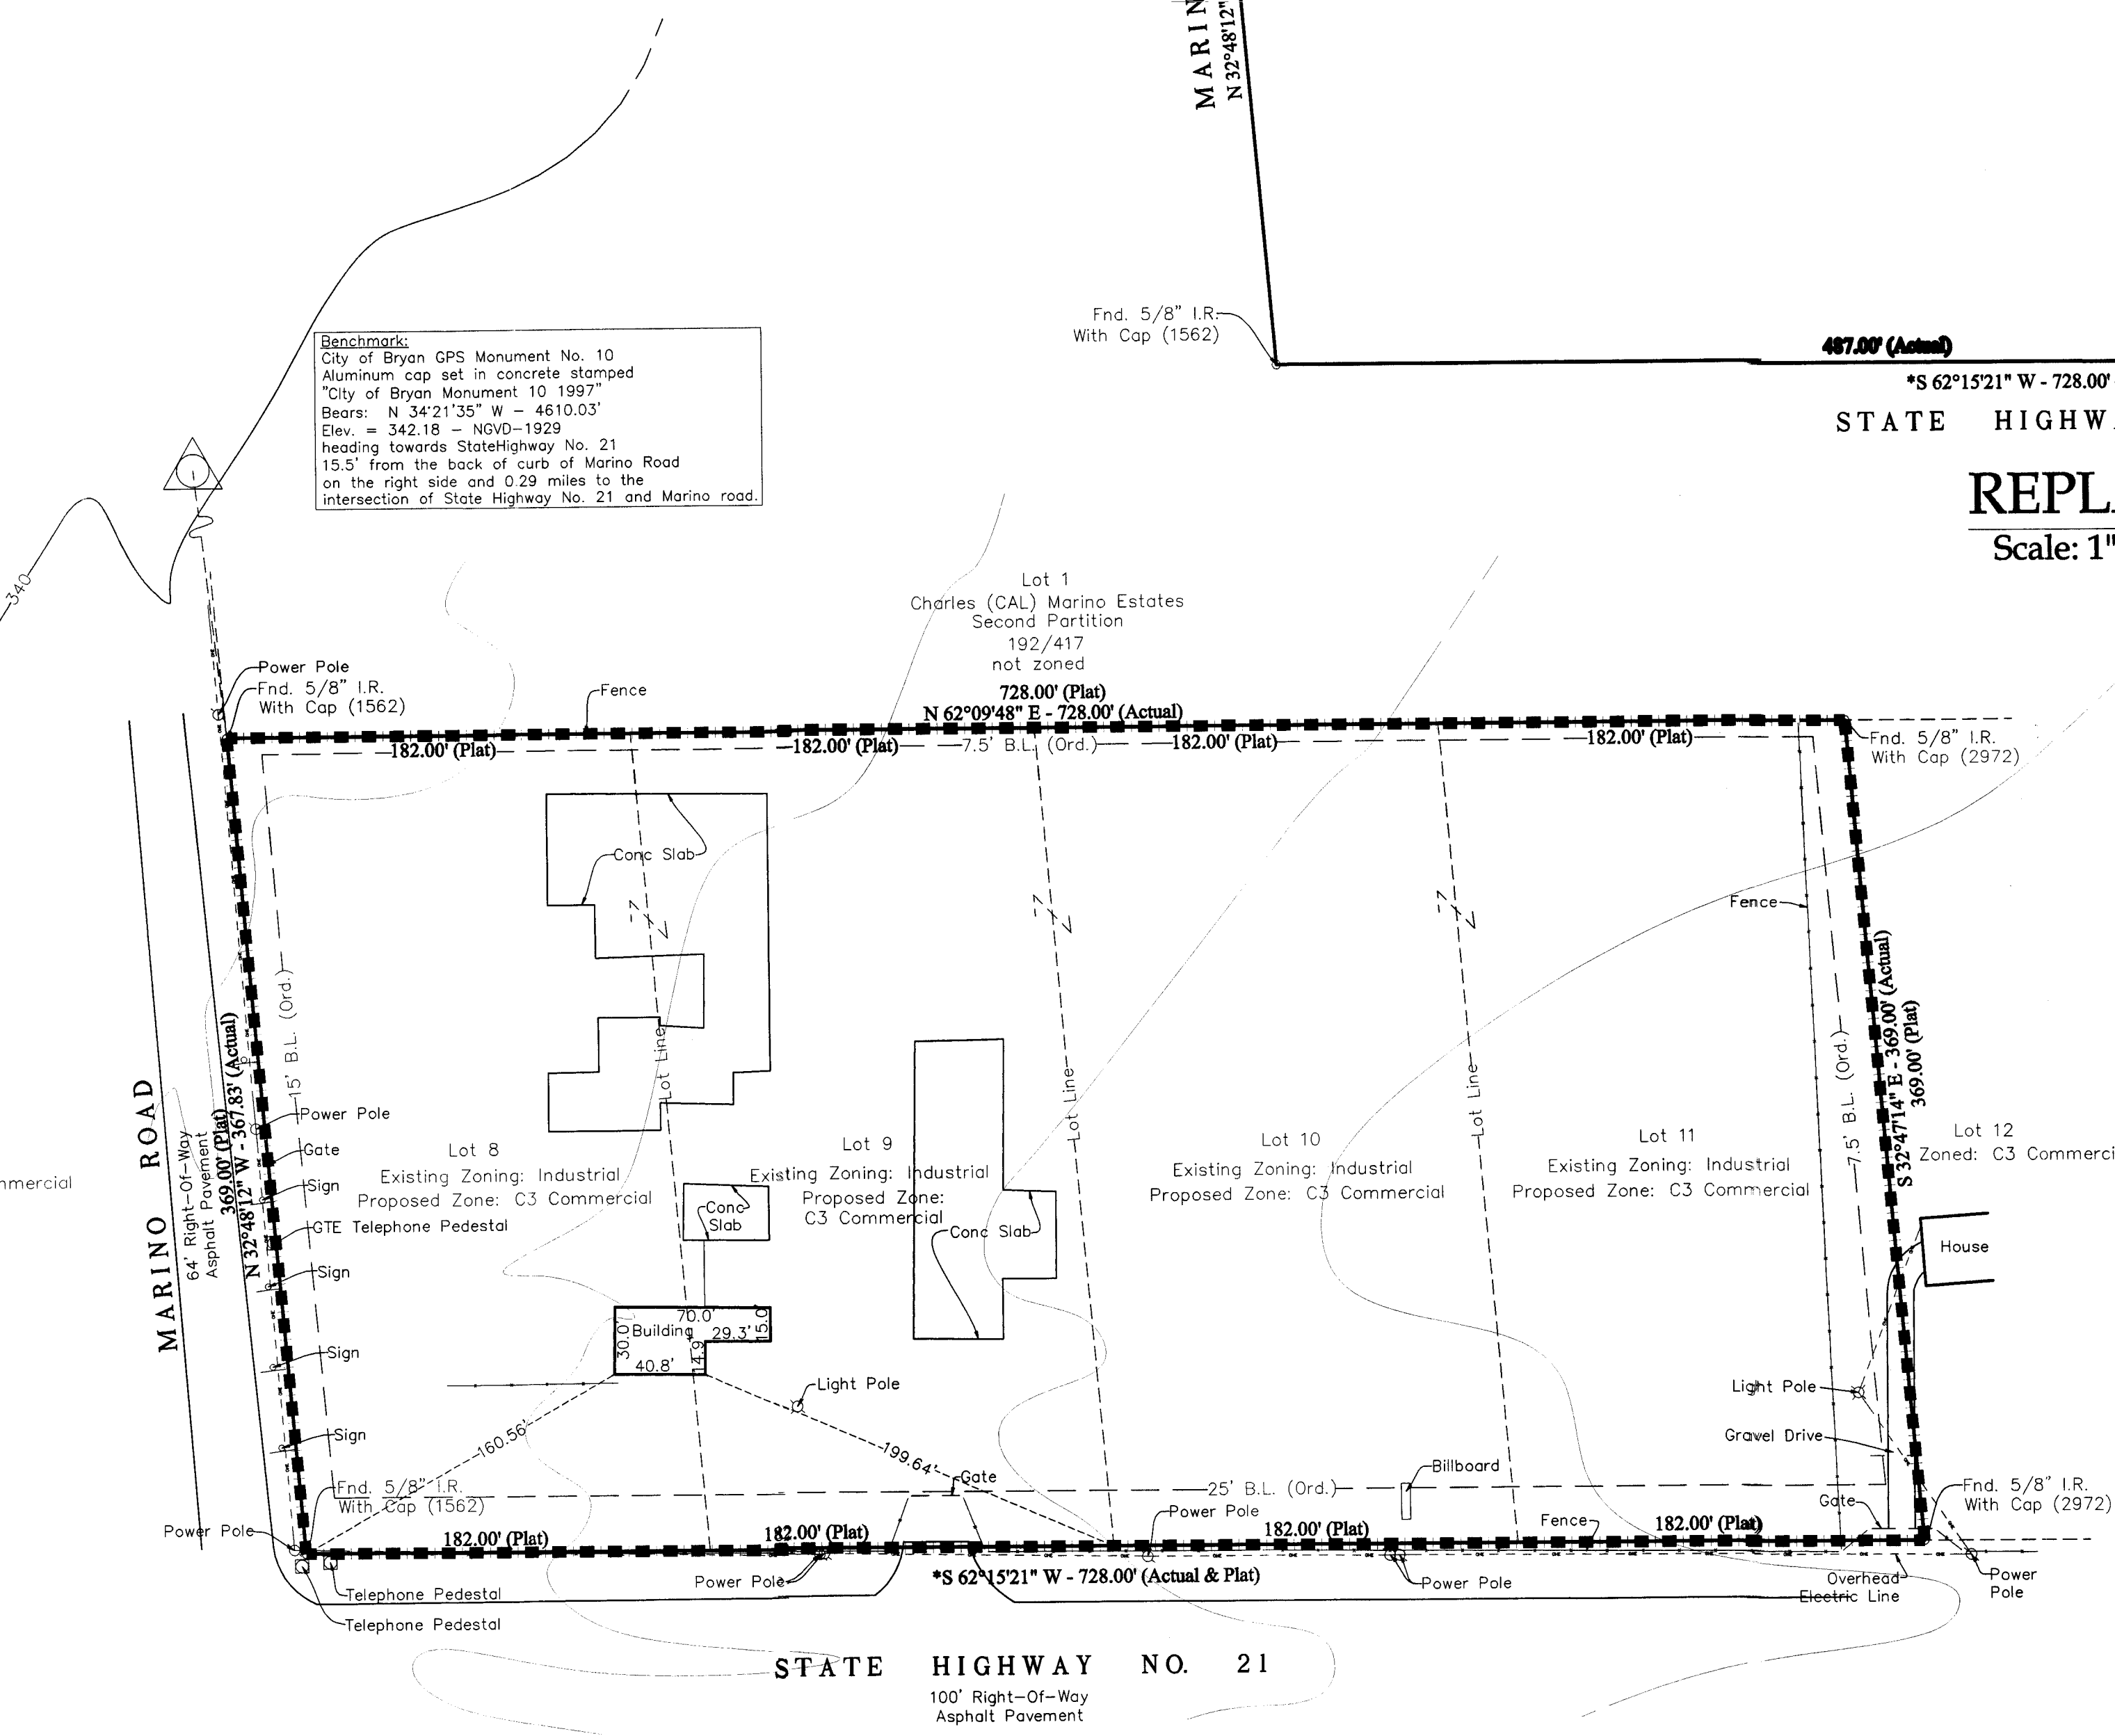 MARIN
N 32°48'12"
Fnd. 5/8" I.R.
With Cap (1562)
487.00' (Actual)
*S 62°15'21" W - 728.00'
STATE HIGHWA
REPLA
Scale: 1"
Benchmark:
City of Bryan GPS Monument No. 10
Aluminum cap set in concrete stamped
"City of Bryan Monument 10 1997"
Bears: N 34°21'35" W - 4610.03'
Elev. = 342.18 - NGVD-1929
heading towards StateHighway No. 21
15.5' from the back of curb of Marino Road
on the right side and 0.29 miles to the
intersection of State Highway No. 21 and Marino road.
340
Lot 1
Charles (CAL) Marino Estates
Second Partition
192/417
not zoned
728.00' (Plat)
N 62°09'48" E - 728.00' (Actual)
Power Pole
Fnd. 5/8" I.R.
With Cap (1562)
Fence
182.00' (Plat)
182.00' (Plat)
7.5' B.L. (Ord.)
182.00' (Plat)
182.00' (Plat)
Fnd. 5/8" I.R.
With Cap (2972)
Conc Slab
Fence
15' B.L. (Ord.)
Lot Line
Lot Line
Lot Line
7.5' B.L. (Ord.)
S 32°47'14" E - 369.00' (Actual)
369.00' (Plat)
MARINO ROAD
64' Right-Of-Way
Asphalt Pavement
369.00' (Plat)
N 32°48'12" W - 367.83' (Actual)
mmercial
Power Pole
Gate
Sign
GTE Telephone Pedestal
Sign
Sign
Sign
Lot 8
Existing Zoning: Industrial
Proposed Zone: C3 Commercial
Lot 9
Existing Zoning: Industrial
Proposed Zone:
C3 Commercial
Lot 10
Existing Zoning: Industrial
Proposed Zone: C3 Commercial
Lot 11
Existing Zoning: Industrial
Proposed Zone: C3 Commercial
Lot 12
Zoned: C3 Commerci
Conc
Slab
Conc Slab
House
70.0'
Building
30.0'
29.3'
15.0
14.9
40.8'
Light Pole
Light Pole
160.56'
199.64'
Gate
Gravel Drive
Billboard
25' B.L. (Ord.)
Fnd. 5/8" I.R.
With Cap (1562)
Power Pole
Gate
Fnd. 5/8" I.R.
With Cap (2972)
Power Pole
182.00' (Plat)
182.00' (Plat)
182.00' (Plat)
Fence
182.00' (Plat)
Telephone Pedestal
Telephone Pedestal
Power Pole
*S 62°15'21" W - 728.00' (Actual & Plat)
Power Pole
Overhead
Electric Line
Power
Pole
STATE HIGHWAY NO. 21
100' Right-Of-Way
Asphalt Pavement